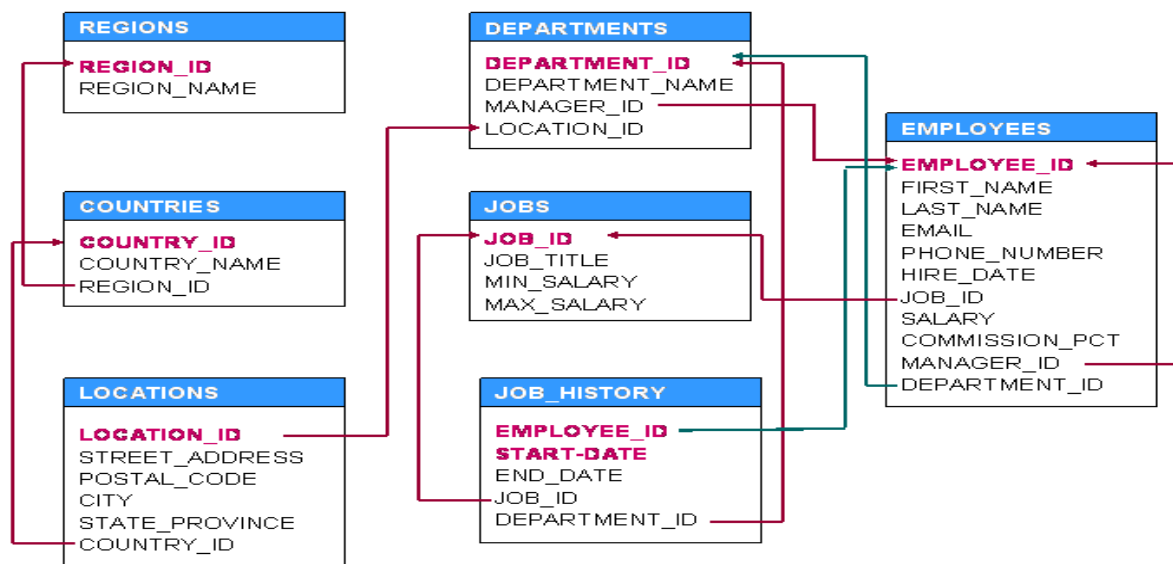 REGIONS
REGION_ID
REGION_NAME
COUNTRIES
COUNTRY_ID
COUNTRY_NAME
REGION_ID
LOCATIONS
LOCATION_ID
STREET_ADDRESS
POSTAL_CODE
CITY
STATE_PROVINCE
COUNTRY_ID
DEPARTMENTS
DEPARTMENT_ID
DEPARTMENT_NAME
MANAGER_ID
LOCATION_ID
JOBS
JOB_ID
JOB_TITLE
MIN_SALARY
MAX_SALARY
JOB_HISTORY
EMPLOYEE_ID
START-DATE
END_DATE
JOB_ID
DEPARTMENT_ID
EMPLOYEES
EMPLOYEE_ID
FIRST_NAME
LAST_NAME
EMAIL
PHONE_NUMBER
HIRE_DATE
JOB_ID
SALARY
COMMISSION_PCT
MANAGER_ID
DEPARTMENT_ID